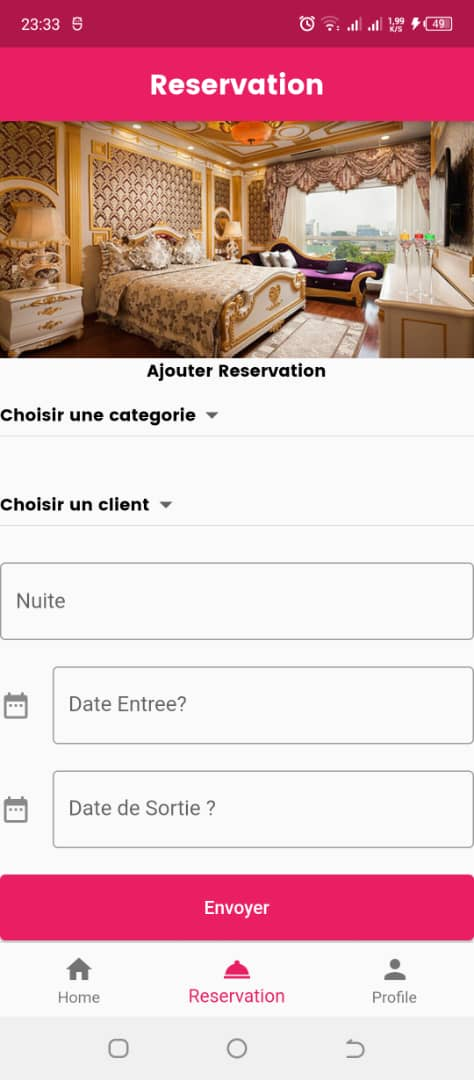 23:33
1,99
K/S
49
Reservation
Ajouter Reservation
Choisir une categorie
Choisir un client
Nuite
Date Entree?
Date de Sortie ?
Envoyer
Home
Reservation
Profile